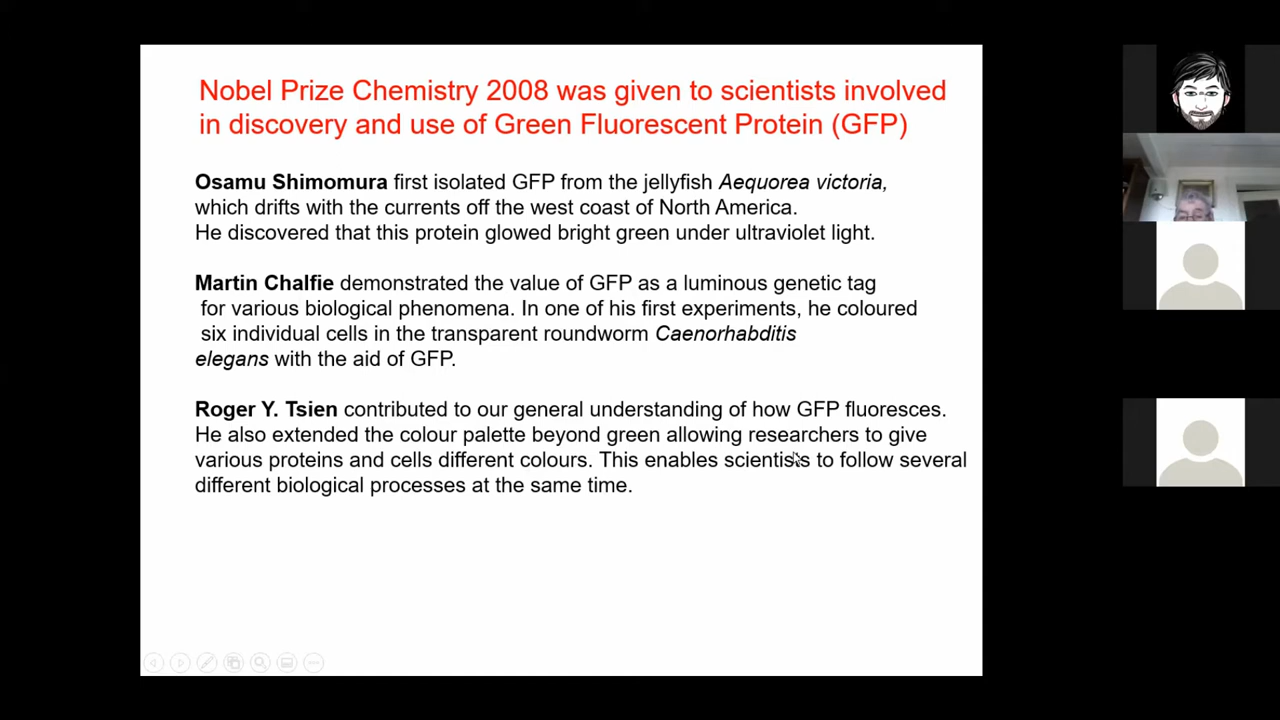 Nobel Prize Chemistry 2008 was given to scientists involved
in discovery and use of Green Fluorescent Protein (GFP)
Osamu Shimomura first isolated GFP from the jellyfish Aequorea victoria,
which drifts with the currents off the west coast of North America.
He discovered that this protein glowed bright green under ultraviolet light.
Martin Chalfie demonstrated the value of GFP as a luminous genetic tag
for various biological phenomena. In one of his first experiments, he coloured
six individual cells in the transparent roundworm Caenorhabditis
elegans with the aid of GFP.
Roger Y. Tsien contributed to our general understanding of how GFP fluoresces.
He also extended the colour palette beyond green allowing researchers to give
various proteins and cells different colours. This enables scientists to follow several
different biological processes at the same time.